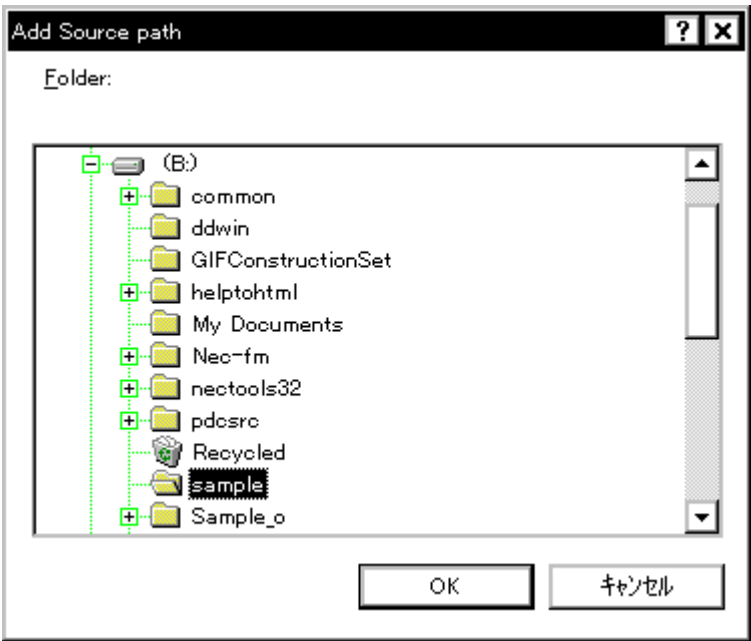 Add Source path
Folder:
(B:)
common
ddwin
GIFConstructionSet
helptohtml
My Documents
Nec-fm
nectools32
pdcsrc
Recycled
sample
Sample_o
OK
ｷｬﾝｾﾙ